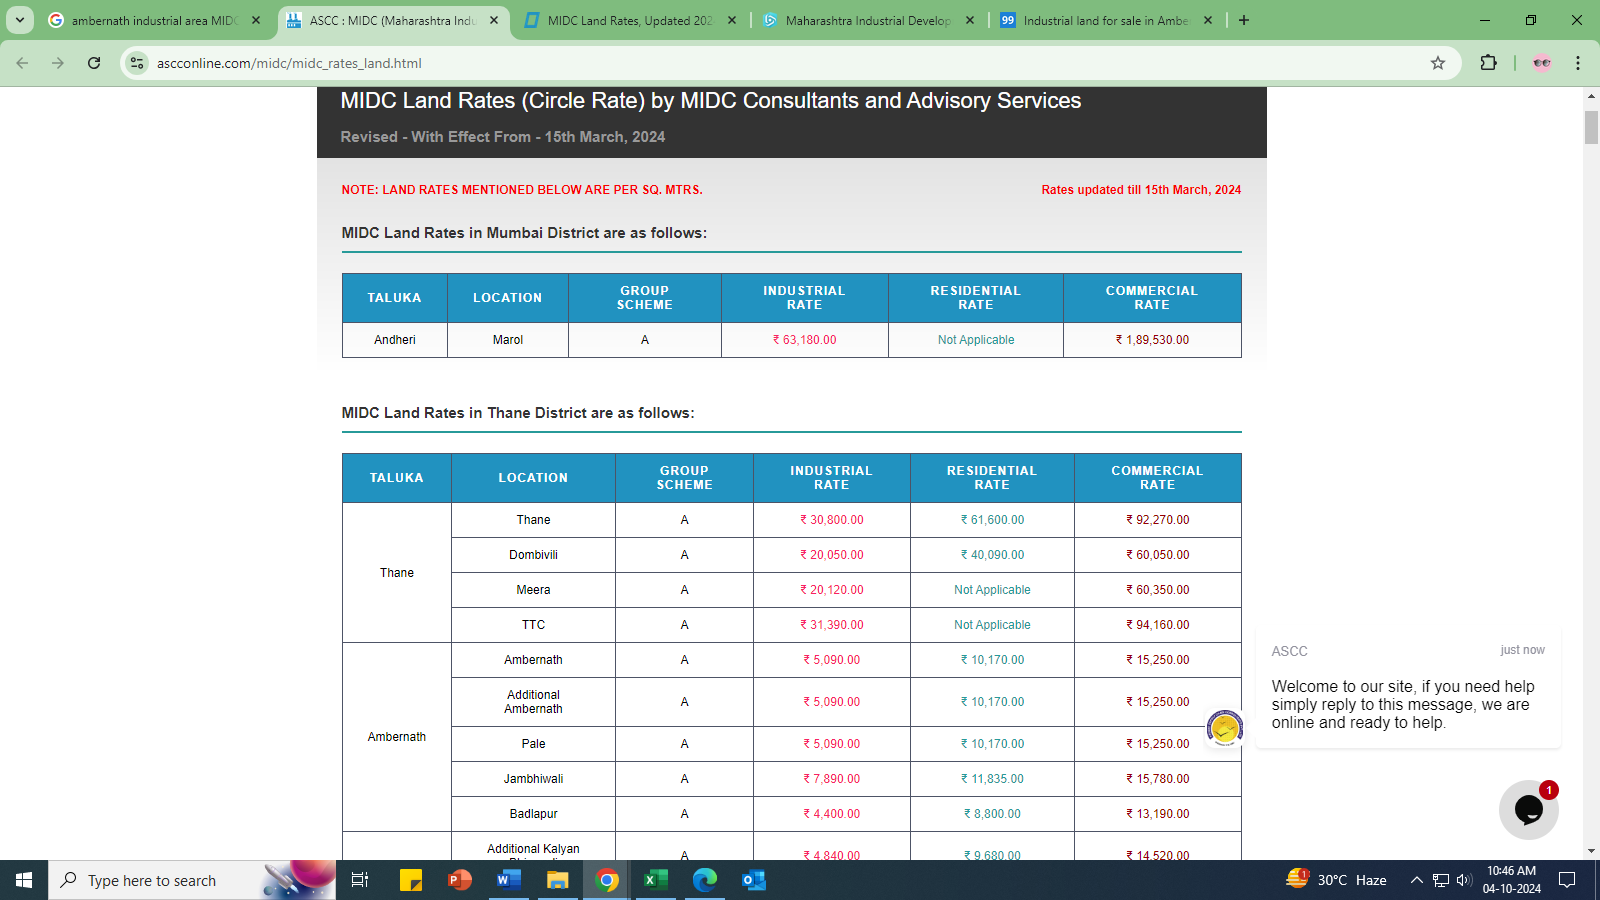 ambernath industrial area MIDC
ASCC : MIDC (Maharashtra Indu
MIDC Land Rates, Updated 202
Maharashtra Industrial Develop
99 Industrial land for sale in Ambe
ascconline.com/midc/midc_rates_land.html
MIDC Land Rates (Circle Rate) by MIDC Consultants and Advisory Services
Revised - With Effect From - 15th March, 2024
NOTE: LAND RATES MENTIONED BELOW ARE PER SQ. MTRS. Rates updated till 15th March, 2024
MIDC Land Rates in Mumbai District are as follows:
TALUKA LOCATION GROUP SCHEME INDUSTRIAL RATE RESIDENTIAL RATE COMMERCIAL RATE
Andheri Marol A ₹ 63,180.00 Not Applicable ₹ 1,89,530.00
MIDC Land Rates in Thane District are as follows:
TALUKA LOCATION GROUP SCHEME INDUSTRIAL RATE RESIDENTIAL RATE COMMERCIAL RATE
Thane
Thane A ₹ 30,800.00 ₹ 61,600.00 ₹ 92,270.00
Dombivili A ₹ 20,050.00 ₹ 40,090.00 ₹ 60,050.00
Meera A ₹ 20,120.00 Not Applicable ₹ 60,350.00
TTC A ₹ 31,390.00 Not Applicable ₹ 94,160.00
Ambernath
Ambernath A ₹ 5,090.00 ₹ 10,170.00 ₹ 15,250.00
Additional Ambernath A ₹ 5,090.00 ₹ 10,170.00 ₹ 15,250.00
Pale A ₹ 5,090.00 ₹ 10,170.00 ₹ 15,250.00
Jambhiwali A ₹ 7,890.00 ₹ 11,835.00 ₹ 15,780.00
Badlapur A ₹ 4,400.00 ₹ 8,800.00 ₹ 13,190.00
Additional Kalyan A ₹ 4,840.00 ₹ 9,680.00 ₹ 14,520.00
ASCC just now
Welcome to our site, if you need help
simply reply to this message, we are
online and ready to help.
1
Type here to search
1 30°C Haze
10:46 AM
04-10-2024